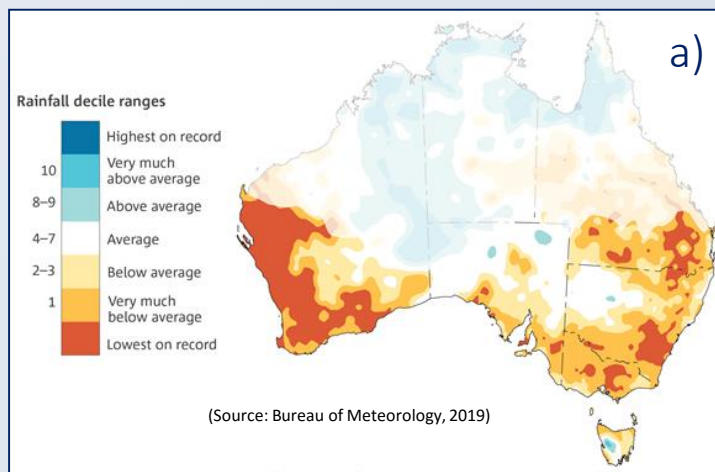 a)
Rainfall decile ranges
Highest on record
10 Very much
above average
8–9 Above average
4–7 Average
2–3 Below average
1 Very much
below average
Lowest on record
(Source: Bureau of Meteorology, 2019)